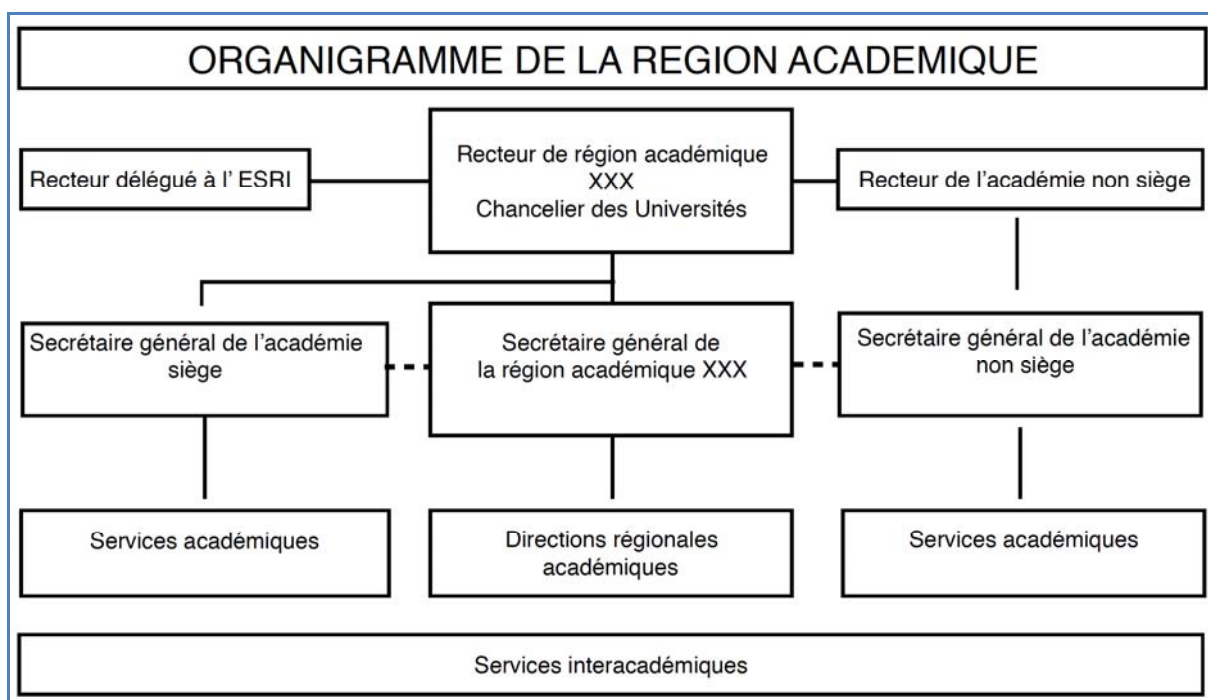 ORGANIGRAMME DE LA REGION ACADEMIQUE
Recteur délégué à l' ESRI
Recteur de région académique
XXX
Chancelier des Universités
Recteur de l'académie non siège
Secrétaire général de l'académie
siège
Secrétaire général de
la région académique XXX
Secrétaire général de l'académie
non siège
Services académiques
Directions régionales
académiques
Services académiques
Services interacadémiques